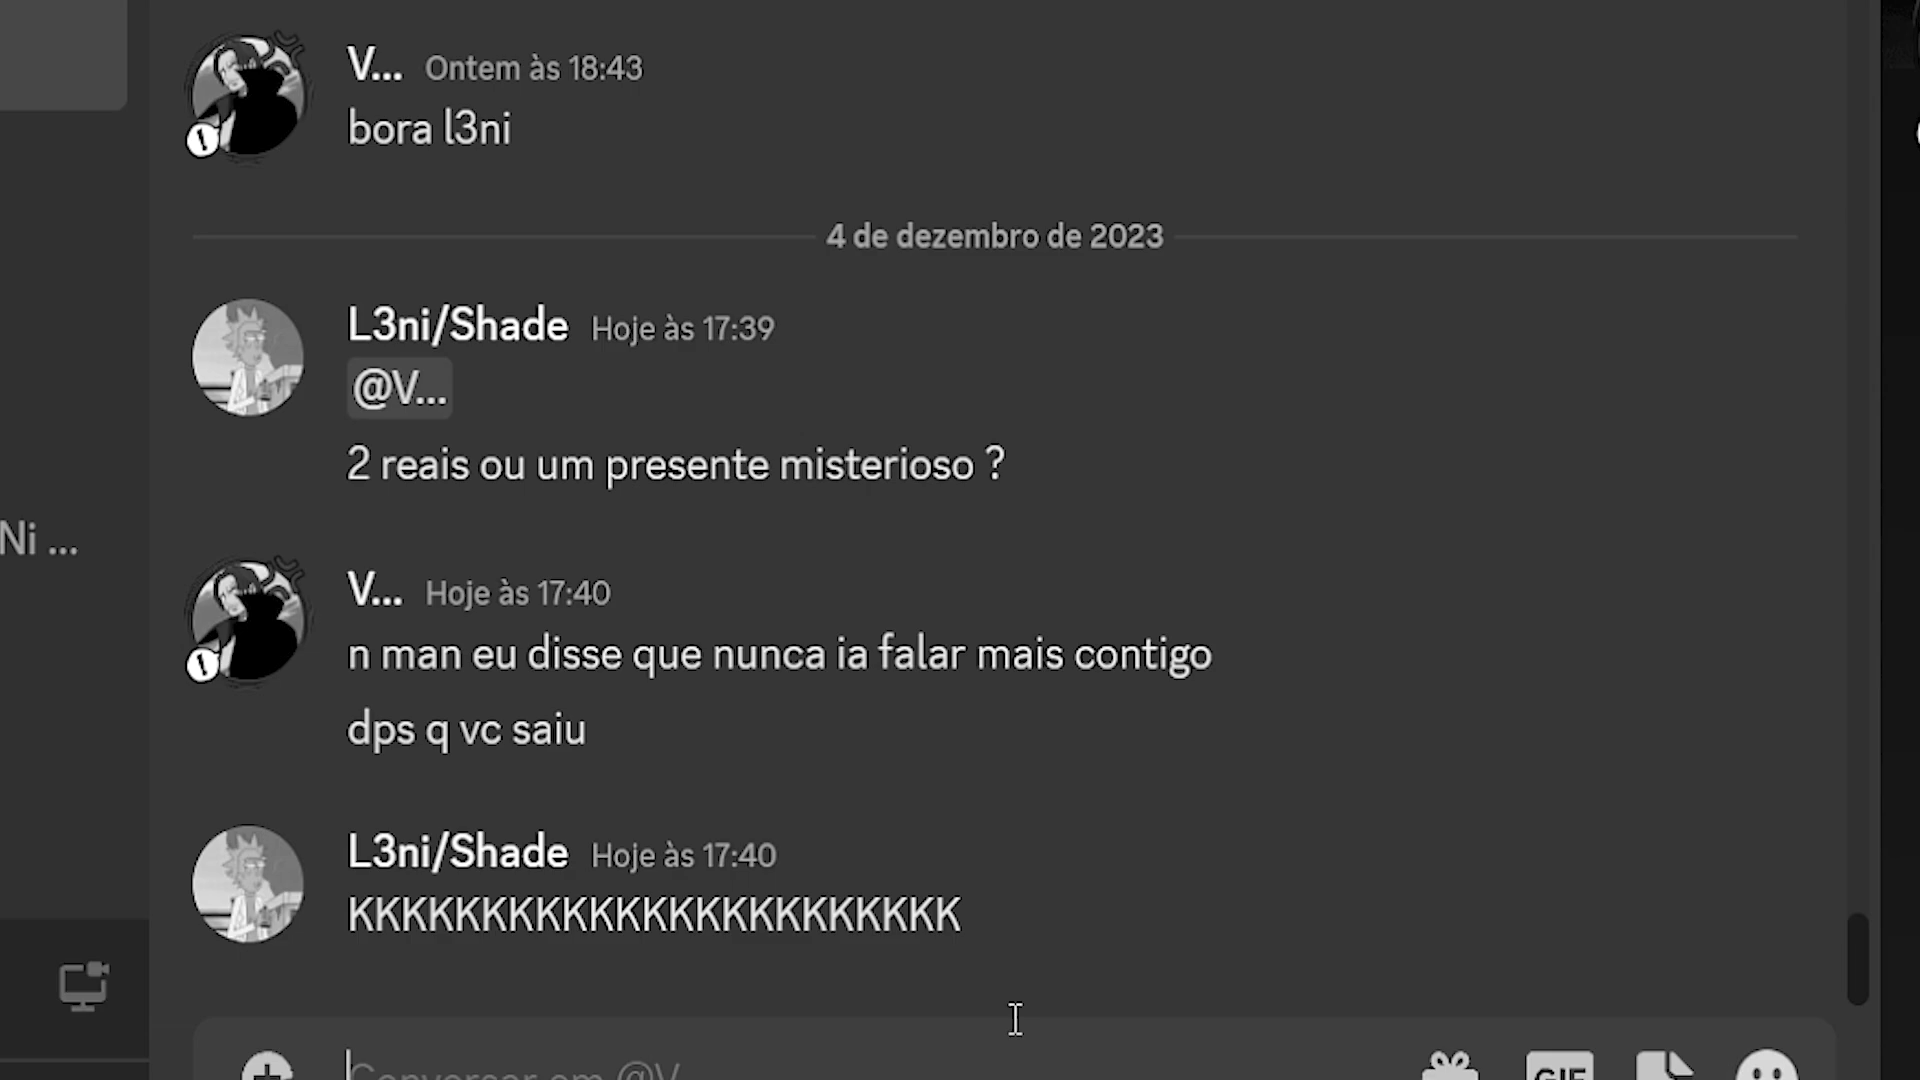 V... Ontem às 18:43
bora l3ni
4 de dezembro de 2023
L3ni/Shade Hoje às 17:39
@V...
2 reais ou um presente misterioso ?
Ni ...
V... Hoje às 17:40
n man eu disse que nunca ia falar mais contigo
dps q vc saiu
L3ni/Shade Hoje às 17:40
KKKKKKKKKKKKKKKKKKKKKKK
Conversar em @V...
GIF